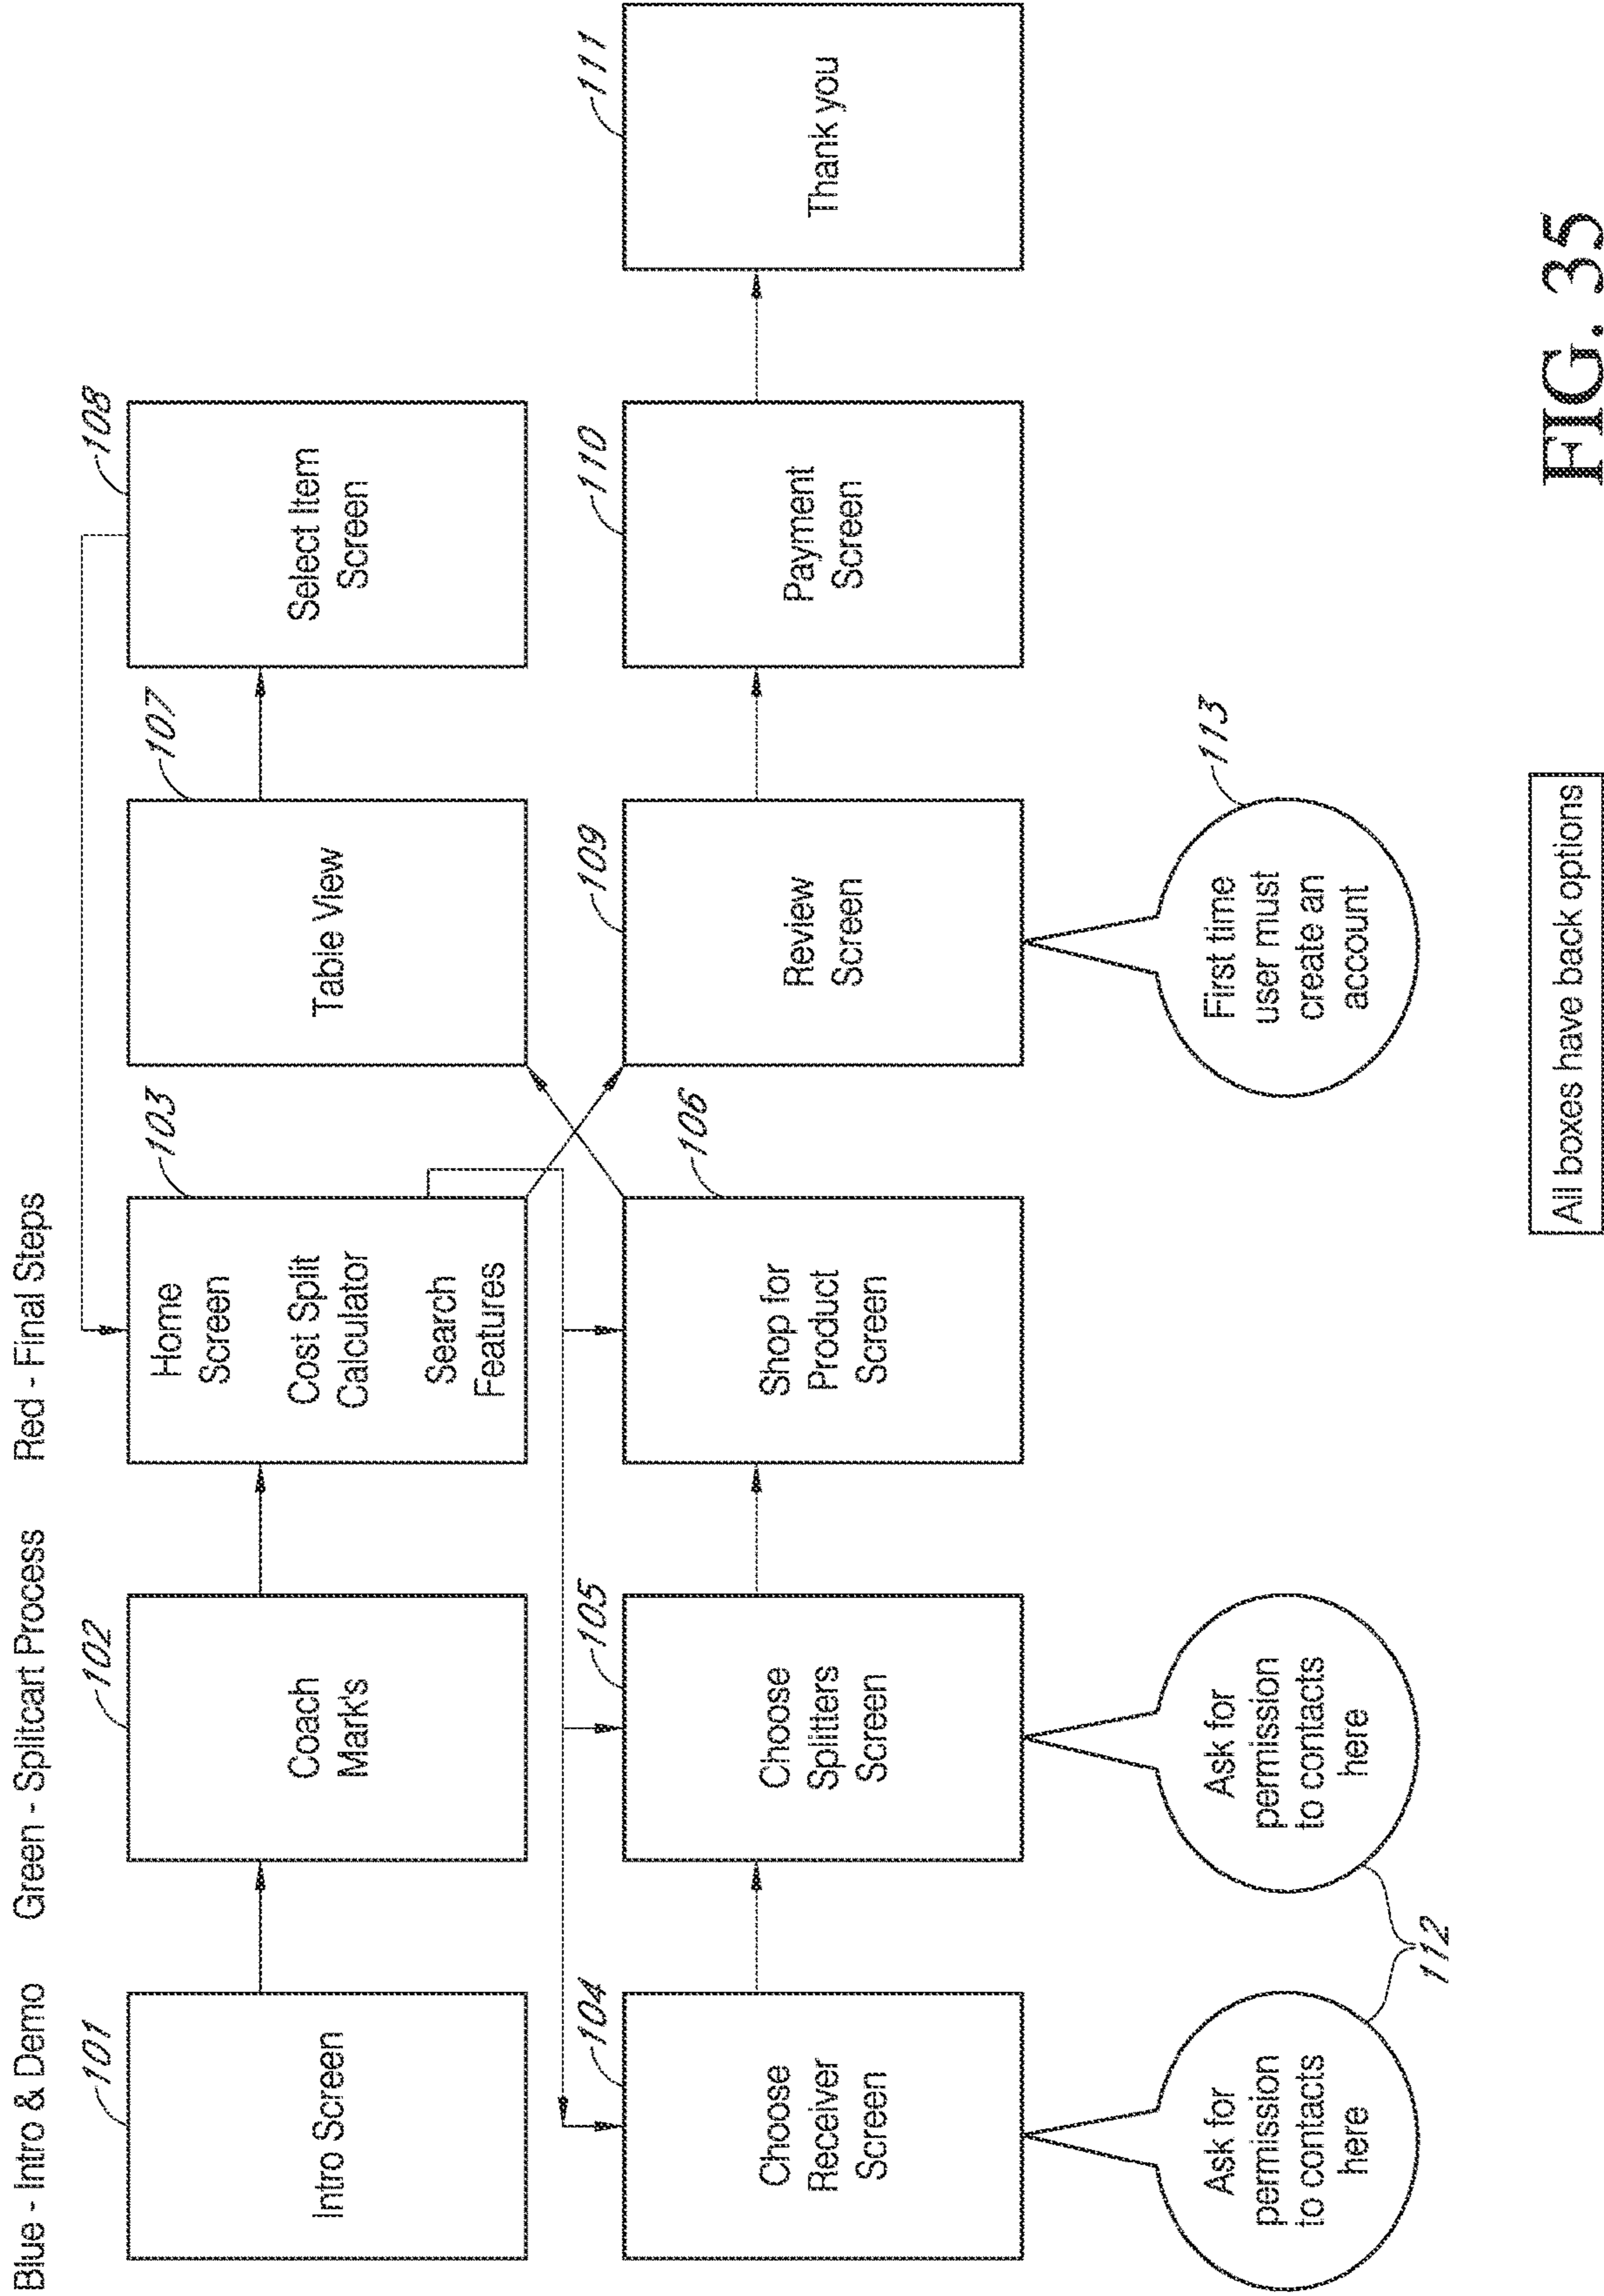 Blue - Intro & Demo Green - Splitcart Process Red - Final Steps
101
Intro Screen
102
Coach
Mark's
103
Home
Screen
Cost Split
Calculator
Search
Features
107
Table View
108
Select Item
Screen
104
Choose
Receiver
Screen
105
Choose
Splitters
Screen
106
Shop for
Product
Screen
109
Review
Screen
110
Payment
Screen
111
Thank you
Ask for
permission
to contacts
here
Ask for
permission
to contacts
here
112
First time
user must
create an
account
113
All boxes have back options
FIG. 35